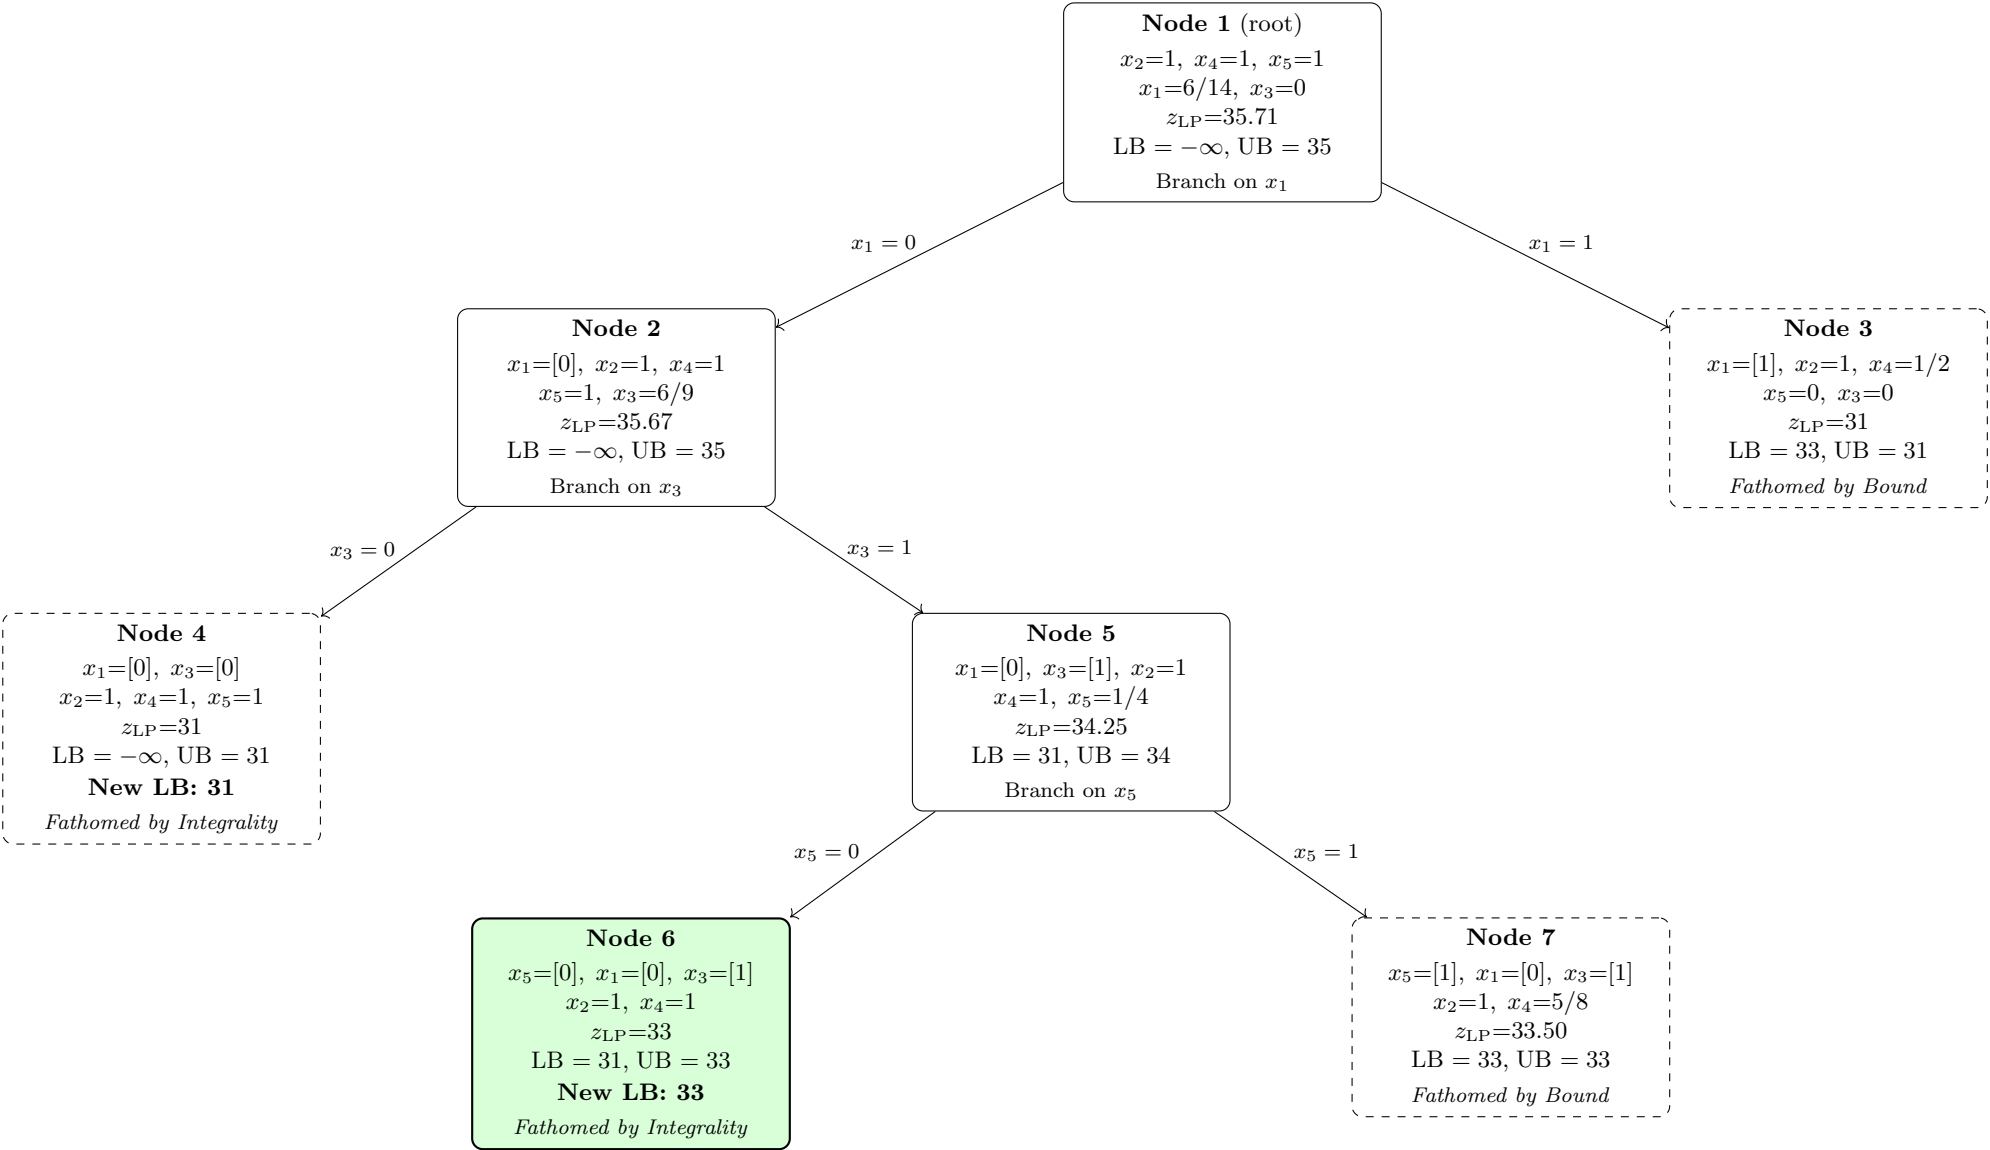 Node 1 (root)
x₂=1, x₄=1, x₅=1
x₁=6/14, x₃=0
z_LP=35.71
LB = −∞, UB = 35
Branch on x₁
x₁ = 0
x₁ = 1
Node 2
x₁=[0], x₂=1, x₄=1
x₅=1, x₃=6/9
z_LP=35.67
LB = −∞, UB = 35
Branch on x₃
Node 3
x₁=[1], x₂=1, x₄=1/2
x₅=0, x₃=0
z_LP=31
LB = 33, UB = 31
Fathomed by Bound
x₃ = 0
x₃ = 1
Node 4
x₁=[0], x₃=[0]
x₂=1, x₄=1, x₅=1
z_LP=31
LB = −∞, UB = 31
New LB: 31
Fathomed by Integrality
Node 5
x₁=[0], x₃=[1], x₂=1
x₄=1, x₅=1/4
z_LP=34.25
LB = 31, UB = 34
Branch on x₅
x₅ = 0
x₅ = 1
Node 6
x₅=[0], x₁=[0], x₃=[1]
x₂=1, x₄=1
z_LP=33
LB = 31, UB = 33
New LB: 33
Fathomed by Integrality
Node 7
x₅=[1], x₁=[0], x₃=[1]
x₂=1, x₄=5/8
z_LP=33.50
LB = 33, UB = 33
Fathomed by Bound